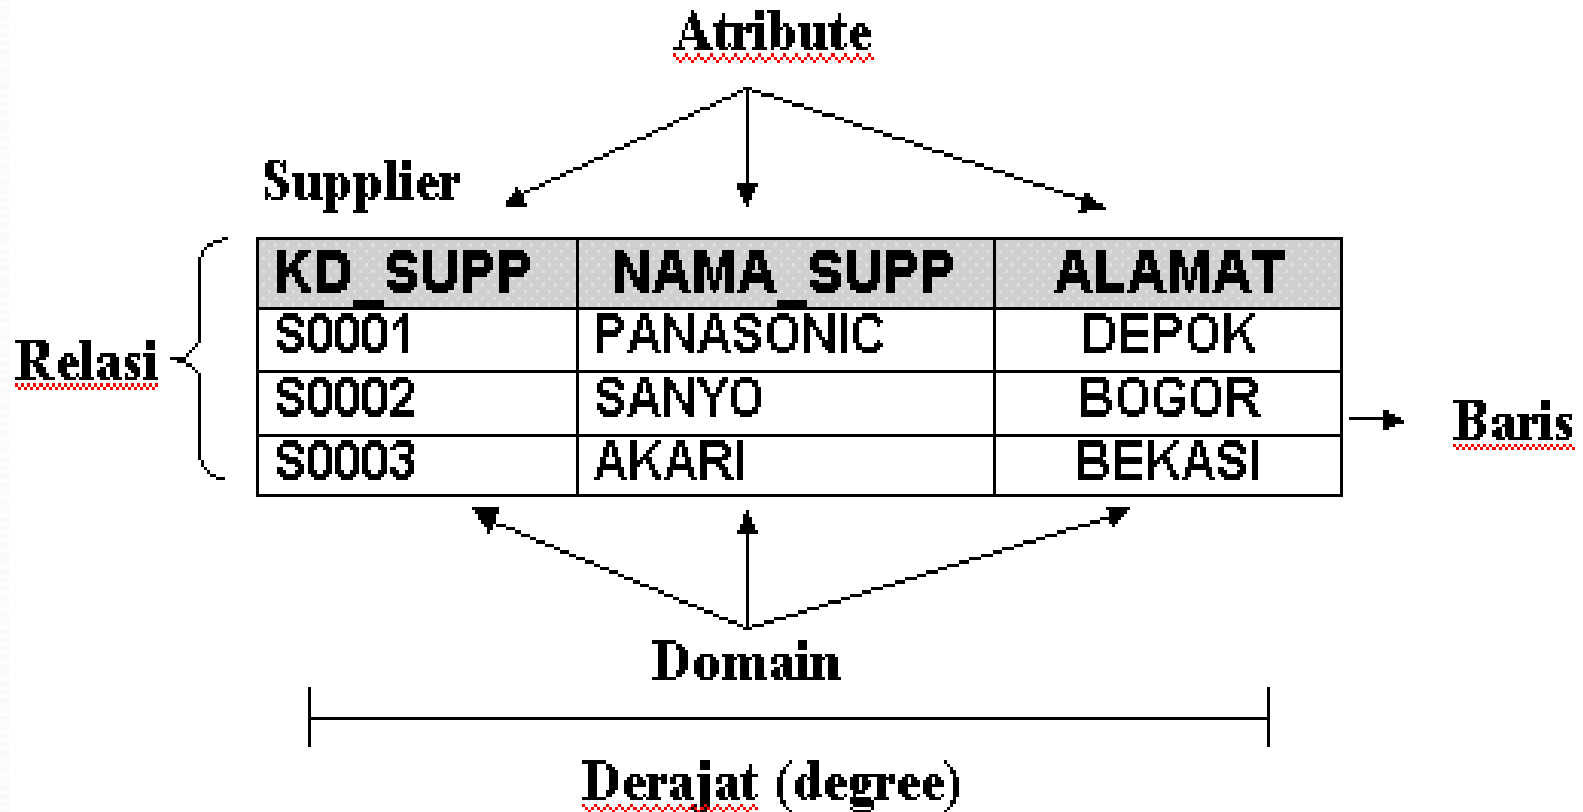 Atribute
Supplier
KD_SUPP NAMA_SUPP ALAMAT
S0001 PANASONIC DEPOK
Relasi
S0002 SANYO BOGOR
Baris
S0003 AKARI BEKASI
Domain
Derajat (degree)